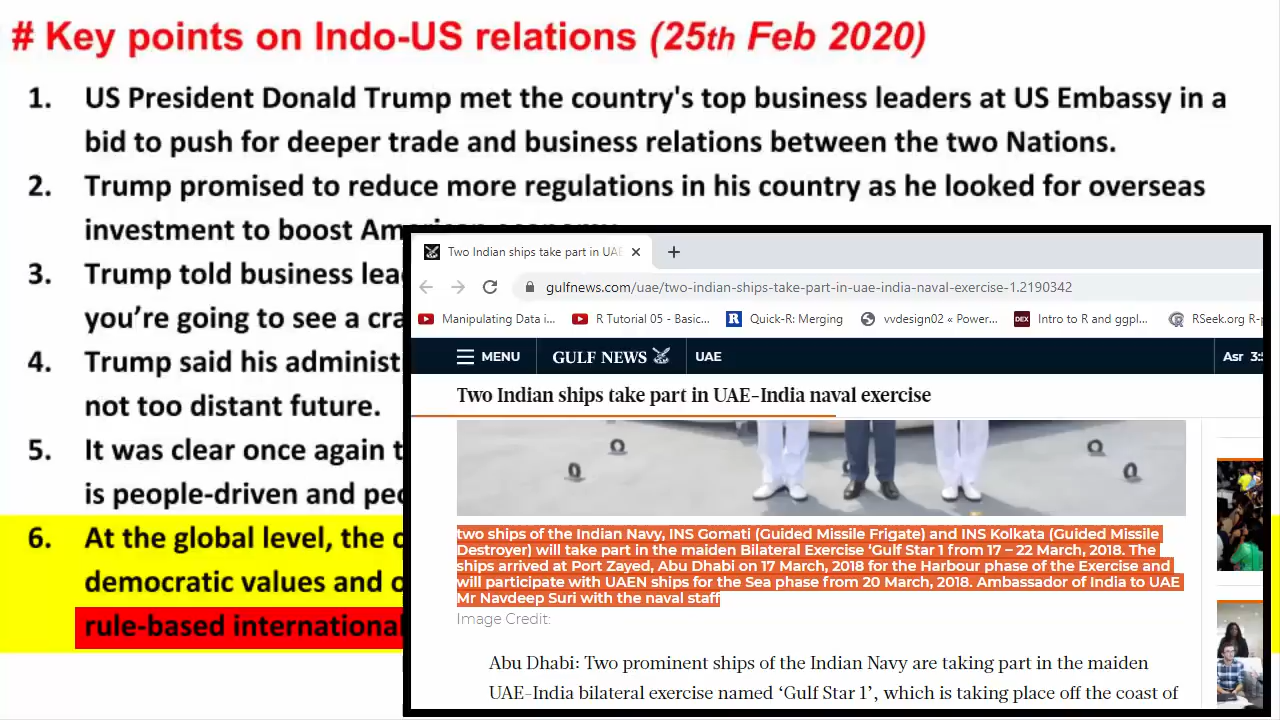 # Key points on Indo-US relations (25th Feb 2020)
1. US President Donald Trump met the country's top business leaders at US Embassy in a
bid to push for deeper trade and business relations between the two Nations.
2. Trump promised to reduce more regulations in his country as he looked for overseas
investment to boost American economy
3. Trump told business lea
you’re going to see a cra
4. Trump said his administ
not too distant future.
5. It was clear once again t
is people-driven and peo
6. At the global level, the c
democratic values and o
rule-based international
Two Indian ships take part in UAE
gulfnews.com/uae/two-indian-ships-take-part-in-uae-india-naval-exercise-1.2190342
Manipulating Data i... R Tutorial 05 - Basic... Quick-R: Merging vvdesign02 « Power... DEX Intro to R and ggpl... RSeek.org R-p
MENU GULF NEWS UAE Asr 3:5
Two Indian ships take part in UAE-India naval exercise
two ships of the Indian Navy, INS Gomati (Guided Missile Frigate) and INS Kolkata (Guided Missile
Destroyer) will take part in the maiden Bilateral Exercise ‘Gulf Star 1 from 17 – 22 March, 2018. The
ships arrived at Port Zayed, Abu Dhabi on 17 March, 2018 for the Harbour phase of the Exercise and
will participate with UAEN ships for the Sea phase from 20 March, 2018. Ambassador of India to UAE
Mr Navdeep Suri with the naval staff
Image Credit:
Abu Dhabi: Two prominent ships of the Indian Navy are taking part in the maiden
UAE-India bilateral exercise named ‘Gulf Star 1’, which is taking place off the coast of